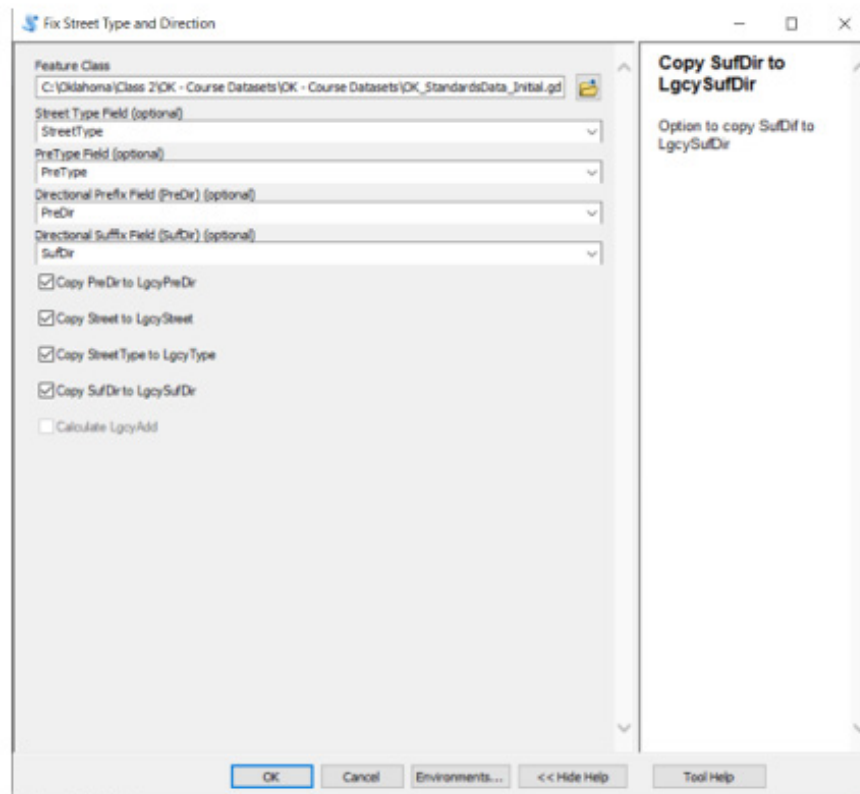 Fix Street Type and Direction
Feature Class
C:\Oklahoma\Class 2\OK - Course Datasets\OK - Course Datasets\OK_StandardsData_Initial.gd
Street Type Field (optional)
StreetType
PreType Field (optional)
PreType
Directional Prefix Field (PreDir) (optional)
PreDir
Directional Suffix Field (SufDir) (optional)
SufDir
Copy PreDir to LgcyPreDir
Copy Street to LgcyStreet
Copy StreetType to LgcyType
Copy SufDir to LgcySufDir
Calculate LgcyAdd
Copy SufDir to
LgcySufDir
Option to copy SufDif to
LgcySufDir
OK
Cancel
Environments...
<< Hide Help
Tool Help